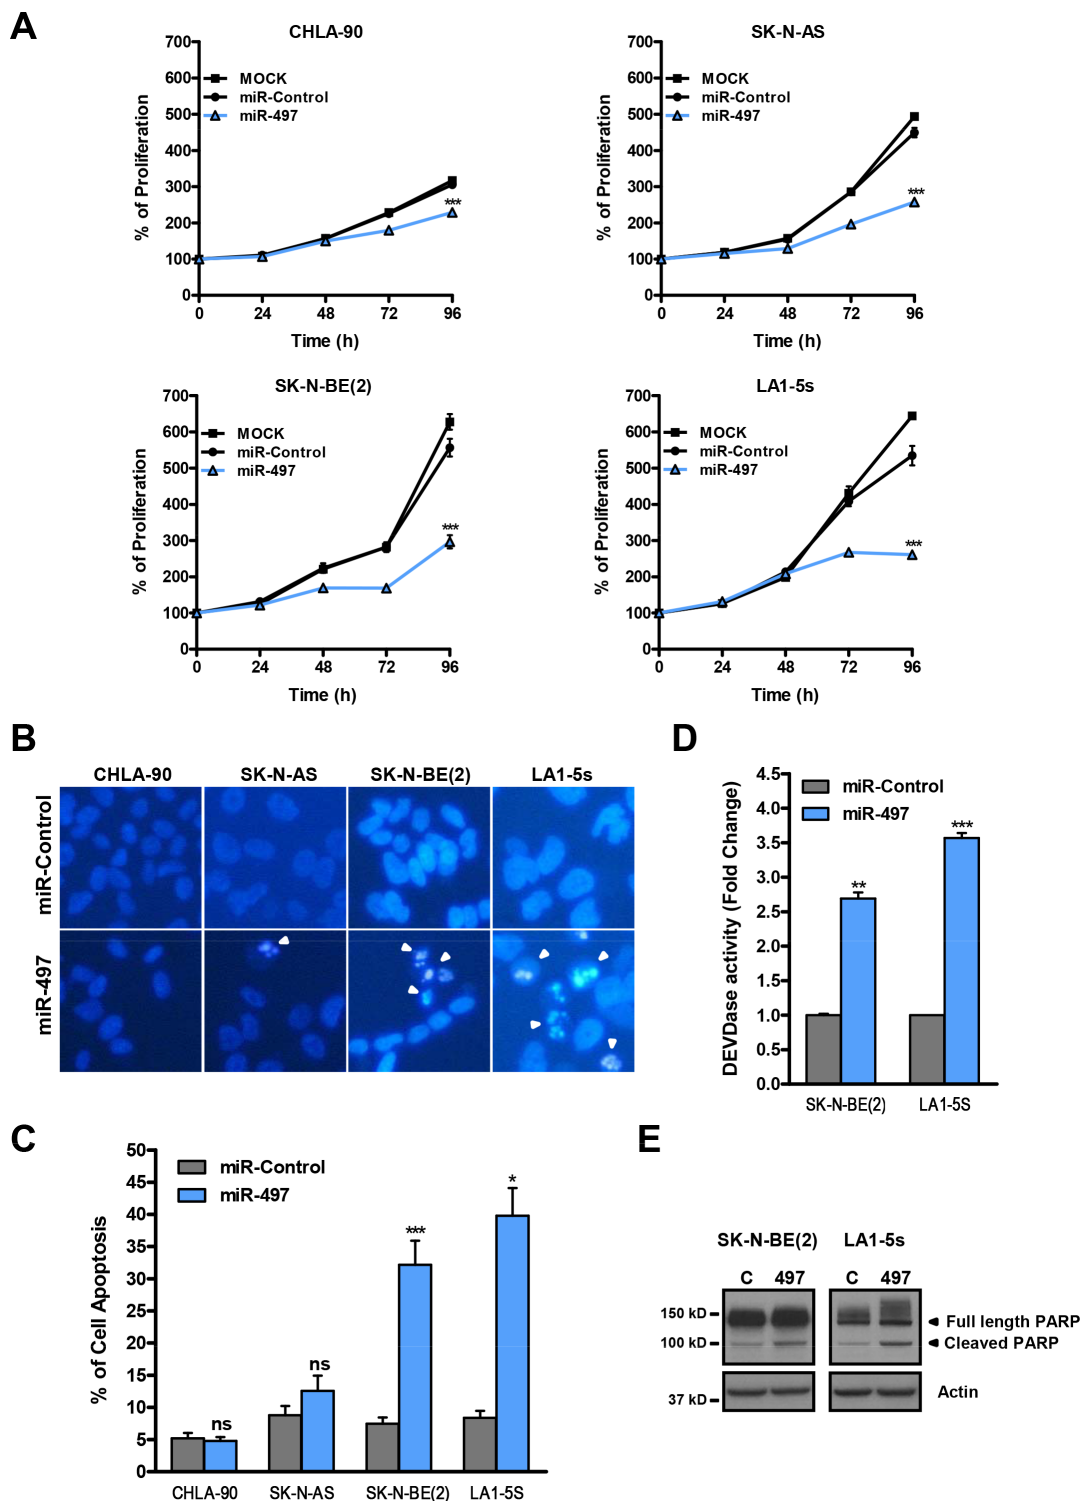 A
CHLA-90
700
600
500
400
300
200
100
0
% of Proliferation
MOCK
miR-Control
miR-497
***
0 24 48 72 96
Time (h)
SK-N-AS
700
600
500
400
300
200
100
0
% of Proliferation
MOCK
miR-Control
miR-497
***
0 24 48 72 96
Time (h)
SK-N-BE(2)
700
600
500
400
300
200
100
0
% of Proliferation
MOCK
miR-Control
miR-497
***
0 24 48 72 96
Time (h)
LA1-5s
700
600
500
400
300
200
100
0
% of Proliferation
MOCK
miR-Control
miR-497
***
0 24 48 72 96
Time (h)
B
CHLA-90 SK-N-AS SK-N-BE(2) LA1-5s
miR-Control
miR-497
D
4.5
4.0
3.5
3.0
2.5
2.0
1.5
1.0
0.5
0.0
DEVDase activity (Fold Change)
miR-Control
miR-497
**
***
SK-N-BE(2) LA1-5S
C
50
45
40
35
30
25
20
15
10
5
0
% of Cell Apoptosis
miR-Control
miR-497
ns
ns
***
*
CHLA-90 SK-N-AS SK-N-BE(2) LA1-5S
E
SK-N-BE(2) LA1-5s
C 497 C 497
150 kD
100 kD
37 kD
Full length PARP
Cleaved PARP
Actin